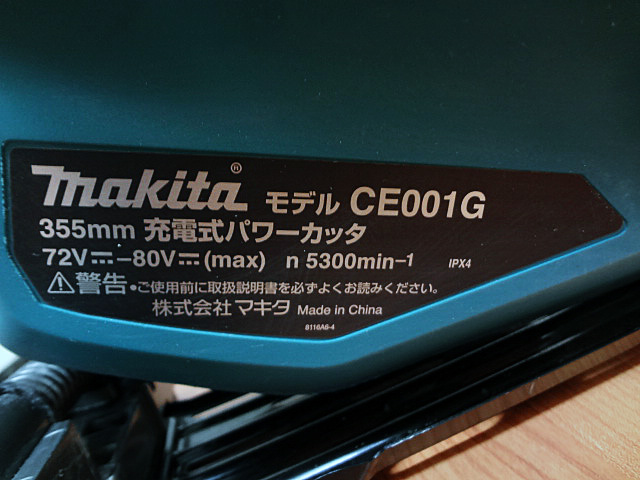 makita® モデル CE001G
355mm 充電式パワーカッタ
72V⎓-80V⎓(max) n 5300min-1 IPX4
⚠警告•ご使用前に取扱説明書を必ずよくお読みください。
株式会社 マキタ Made in China
8116A6-4